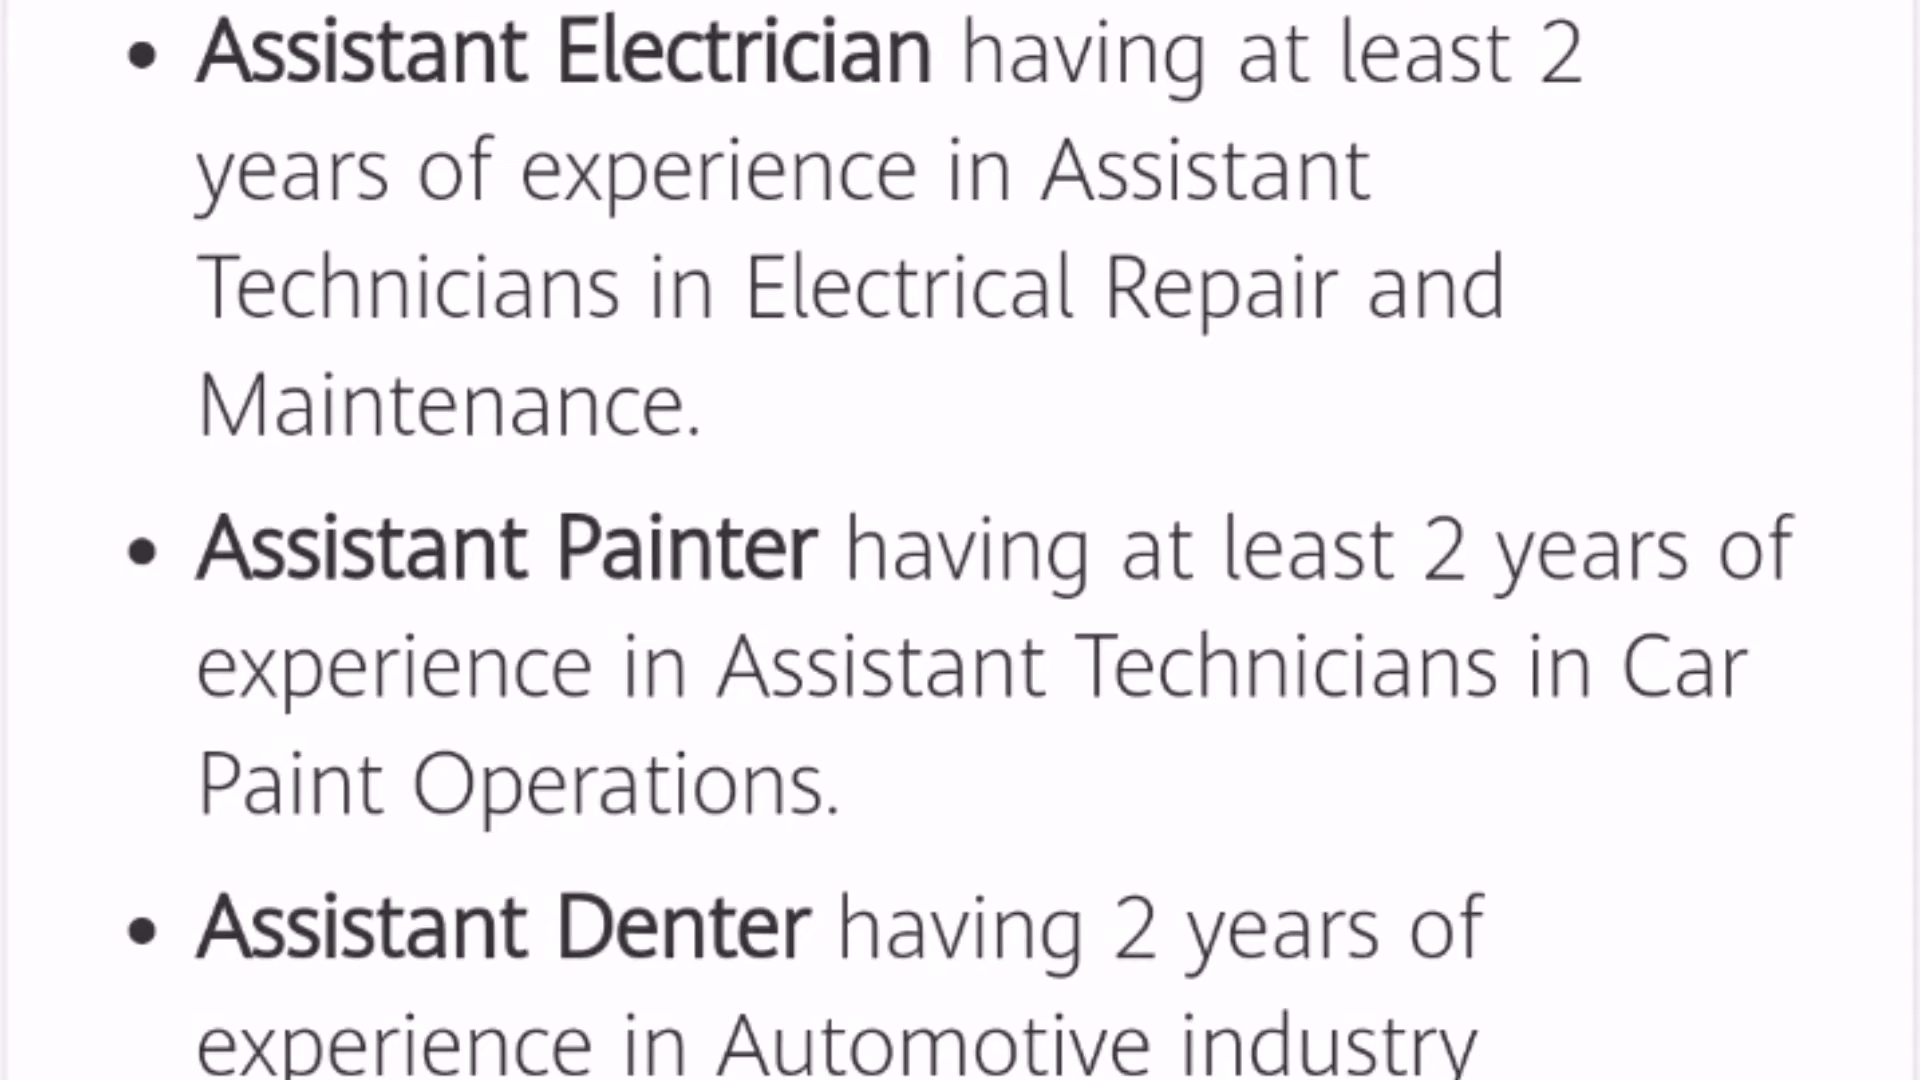 • Assistant Electrician having at least 2
years of experience in Assistant
Technicians in Electrical Repair and
Maintenance.
• Assistant Painter having at least 2 years of
experience in Assistant Technicians in Car
Paint Operations.
• Assistant Denter having 2 years of
experience in Automotive industry